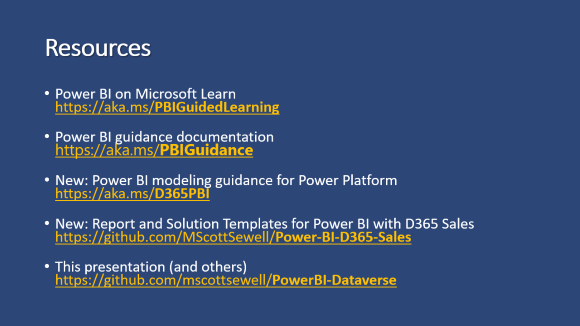 Resources
• Power BI on Microsoft Learn
https://aka.ms/PBIGuidedLearning
• Power BI guidance documentation
https://aka.ms/PBIGuidance
• New: Power BI modeling guidance for Power Platform
https://aka.ms/D365PBI
• New: Report and Solution Templates for Power BI with D365 Sales
https://github.com/MScottSewell/Power-BI-D365-Sales
• This presentation (and others)
https://github.com/mscottsewell/PowerBI-Dataverse